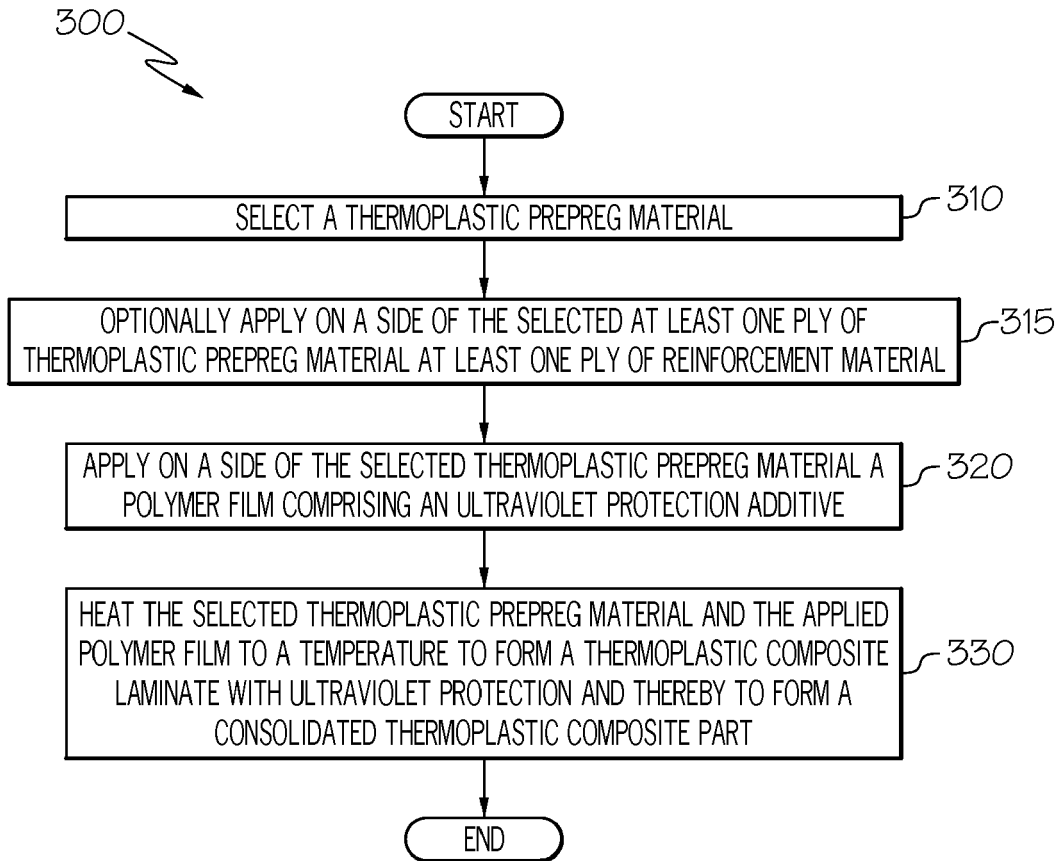 300
START
SELECT A THERMOPLASTIC PREPREG MATERIAL
310
OPTIONALLY APPLY ON A SIDE OF THE SELECTED AT LEAST ONE PLY OF
THERMOPLASTIC PREPREG MATERIAL AT LEAST ONE PLY OF REINFORCEMENT MATERIAL
315
APPLY ON A SIDE OF THE SELECTED THERMOPLASTIC PREPREG MATERIAL A
POLYMER FILM COMPRISING AN ULTRAVIOLET PROTECTION ADDITIVE
320
HEAT THE SELECTED THERMOPLASTIC PREPREG MATERIAL AND THE APPLIED
POLYMER FILM TO A TEMPERATURE TO FORM A THERMOPLASTIC COMPOSITE
LAMINATE WITH ULTRAVIOLET PROTECTION AND THEREBY TO FORM A
CONSOLIDATED THERMOPLASTIC COMPOSITE PART
330
END